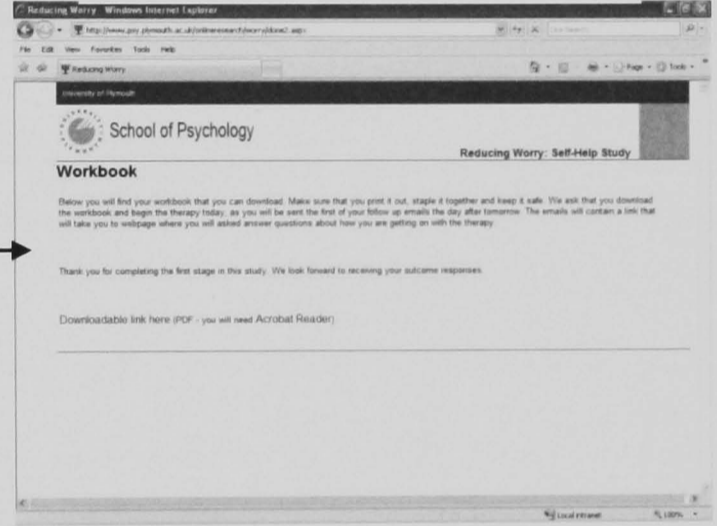 Reducing Worry Windows Internet Explorer
File Edit View Favorites Tools Help
Reducing Worry
Page
Tools
University of Plymouth
School of Psychology
Reducing Worry: Self-Help Study
Workbook
Below you will find your workbook that you can download. Make sure that you print it out, staple it together and keep it safe. We ask that you download
the workbook and begin the therapy today, as you will be sent the first of your follow up emails the day after tomorrow. The emails will contain a link that
will take you to webpage where you will asked answer questions about how you are getting on with the therapy.
Thank you for completing the first stage in this study. We look forward to receiving your outcome responses.
Downloadable link here (PDF - you will need Acrobat Reader)
Local intranet
100%